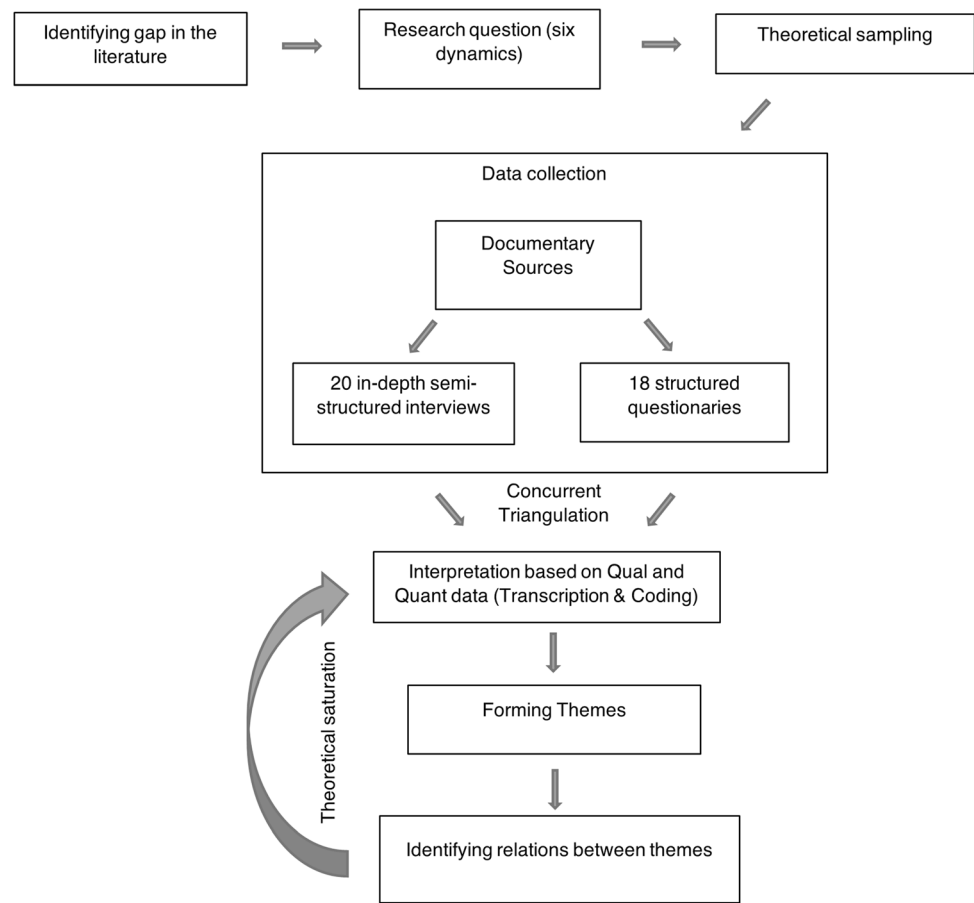 Identifying gap in the
literature
Research question (six
dynamics)
Theoretical sampling
Data collection
Documentary
Sources
20 in-depth semi-
structured interviews
18 structured
questionaries
Concurrent
Triangulation
Interpretation based on Qual and
Quant data (Transcription & Coding)
Theoretical saturation
Forming Themes
Identifying relations between themes